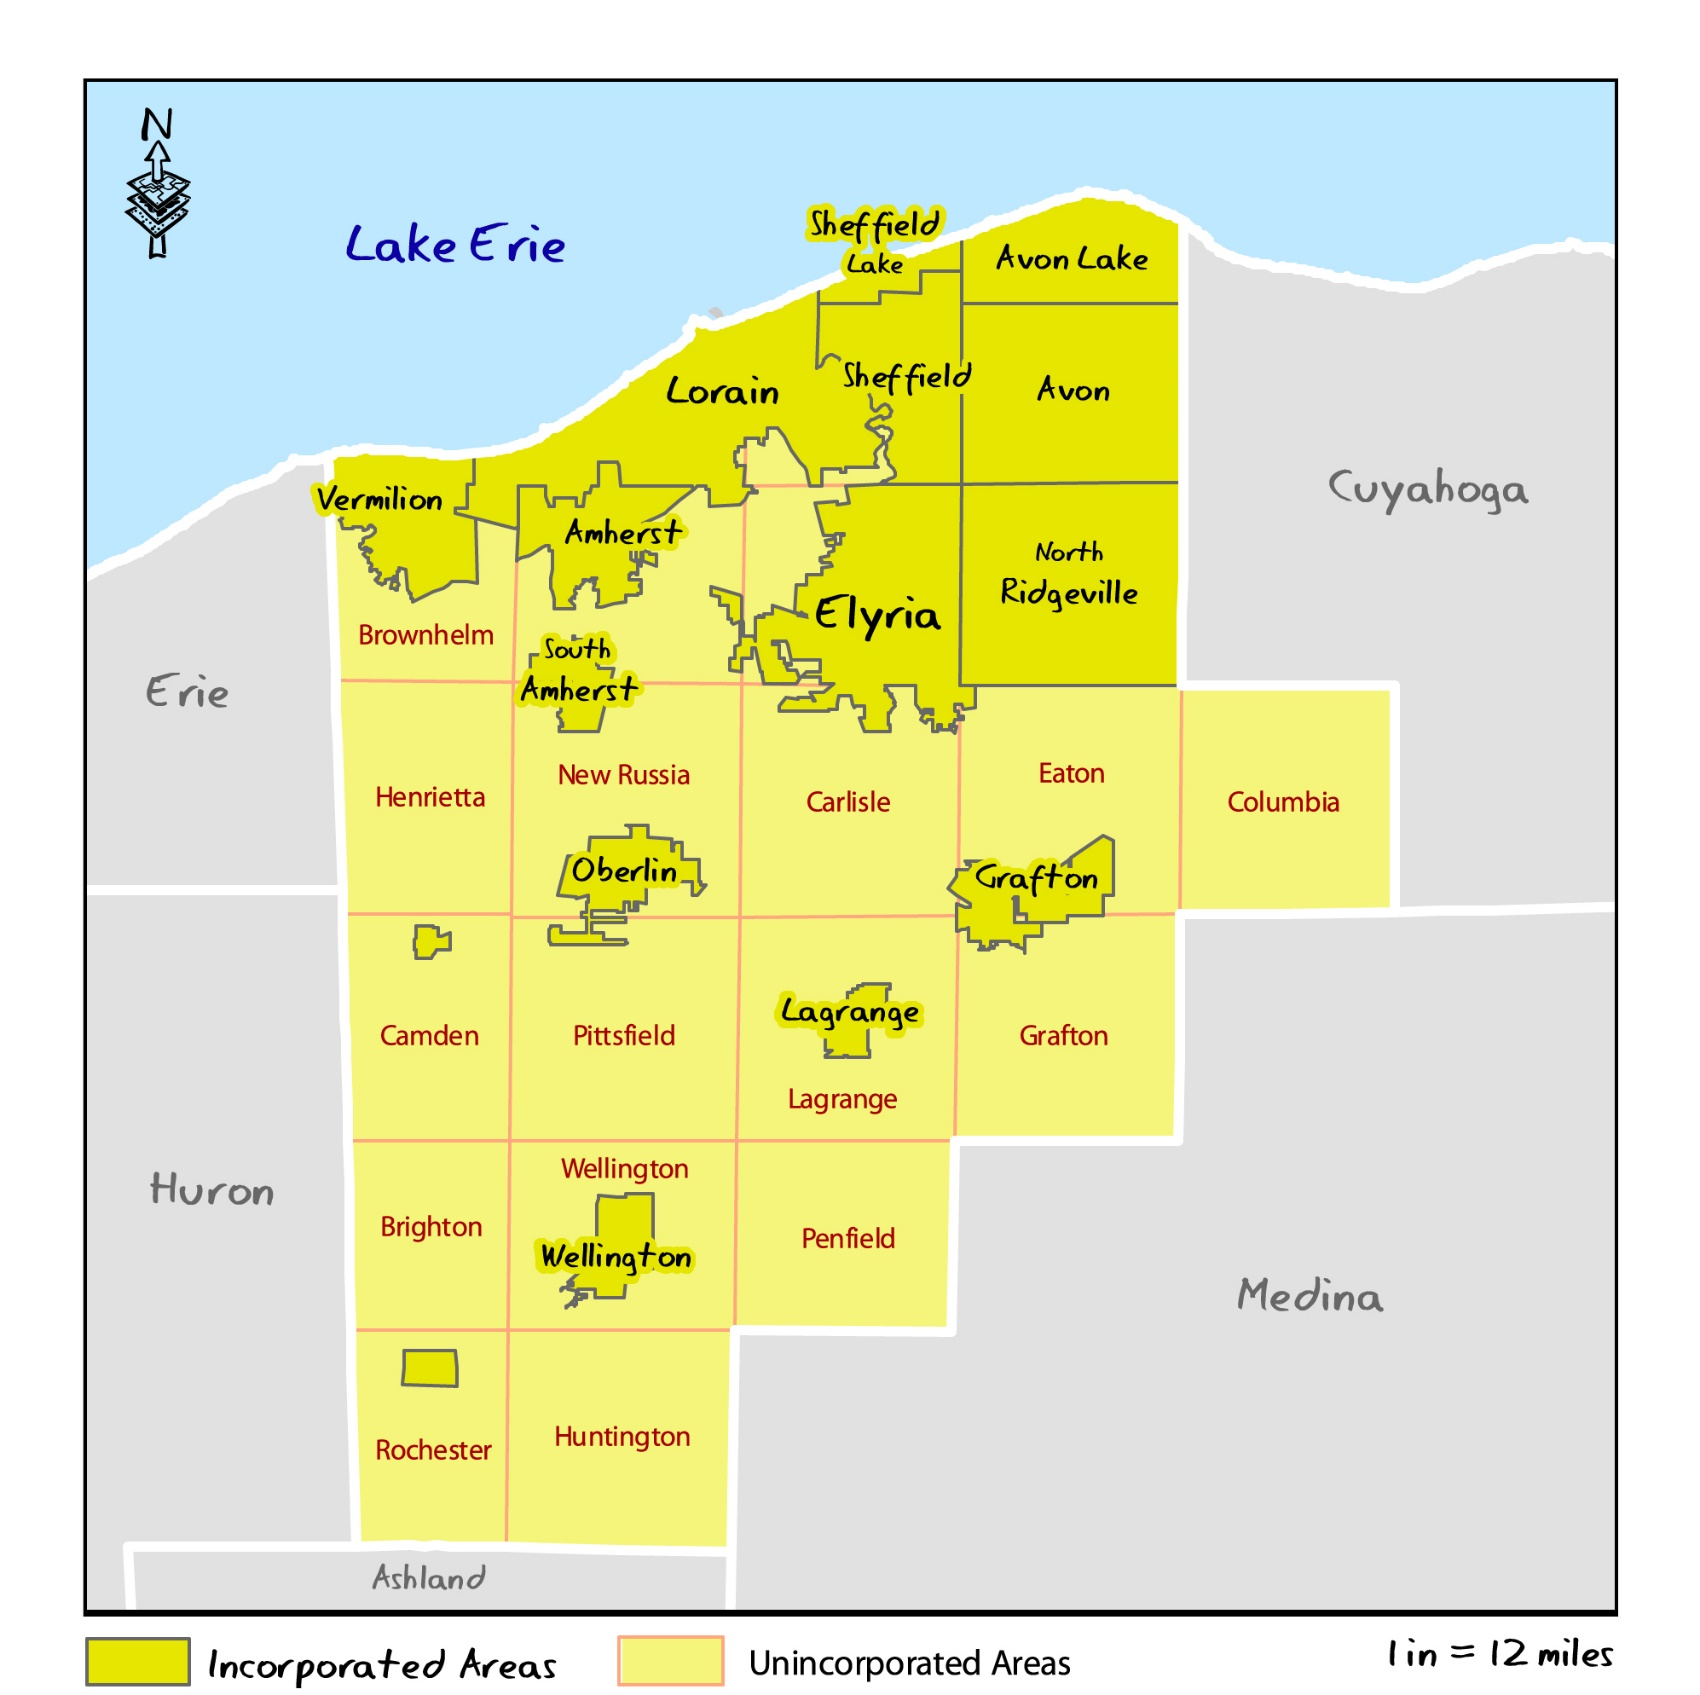 N
Lake Erie
Sheffield
Lake
Avon Lake
Sheffield
Lorain
Avon
Cuyahoga
Vermilion
Amherst
North
Ridgeville
Elyria
Brownhelm
South
Amherst
Erie
New Russia
Eaton
Henrietta
Carlisle
Columbia
Oberlin
Grafton
Lagrange
Camden
Pittsfield
Grafton
Lagrange
Wellington
Huron
Brighton
Penfield
Wellington
Medina
Huntington
Rochester
Ashland
Incorporated Areas
Unincorporated Areas
1 in = 12 miles